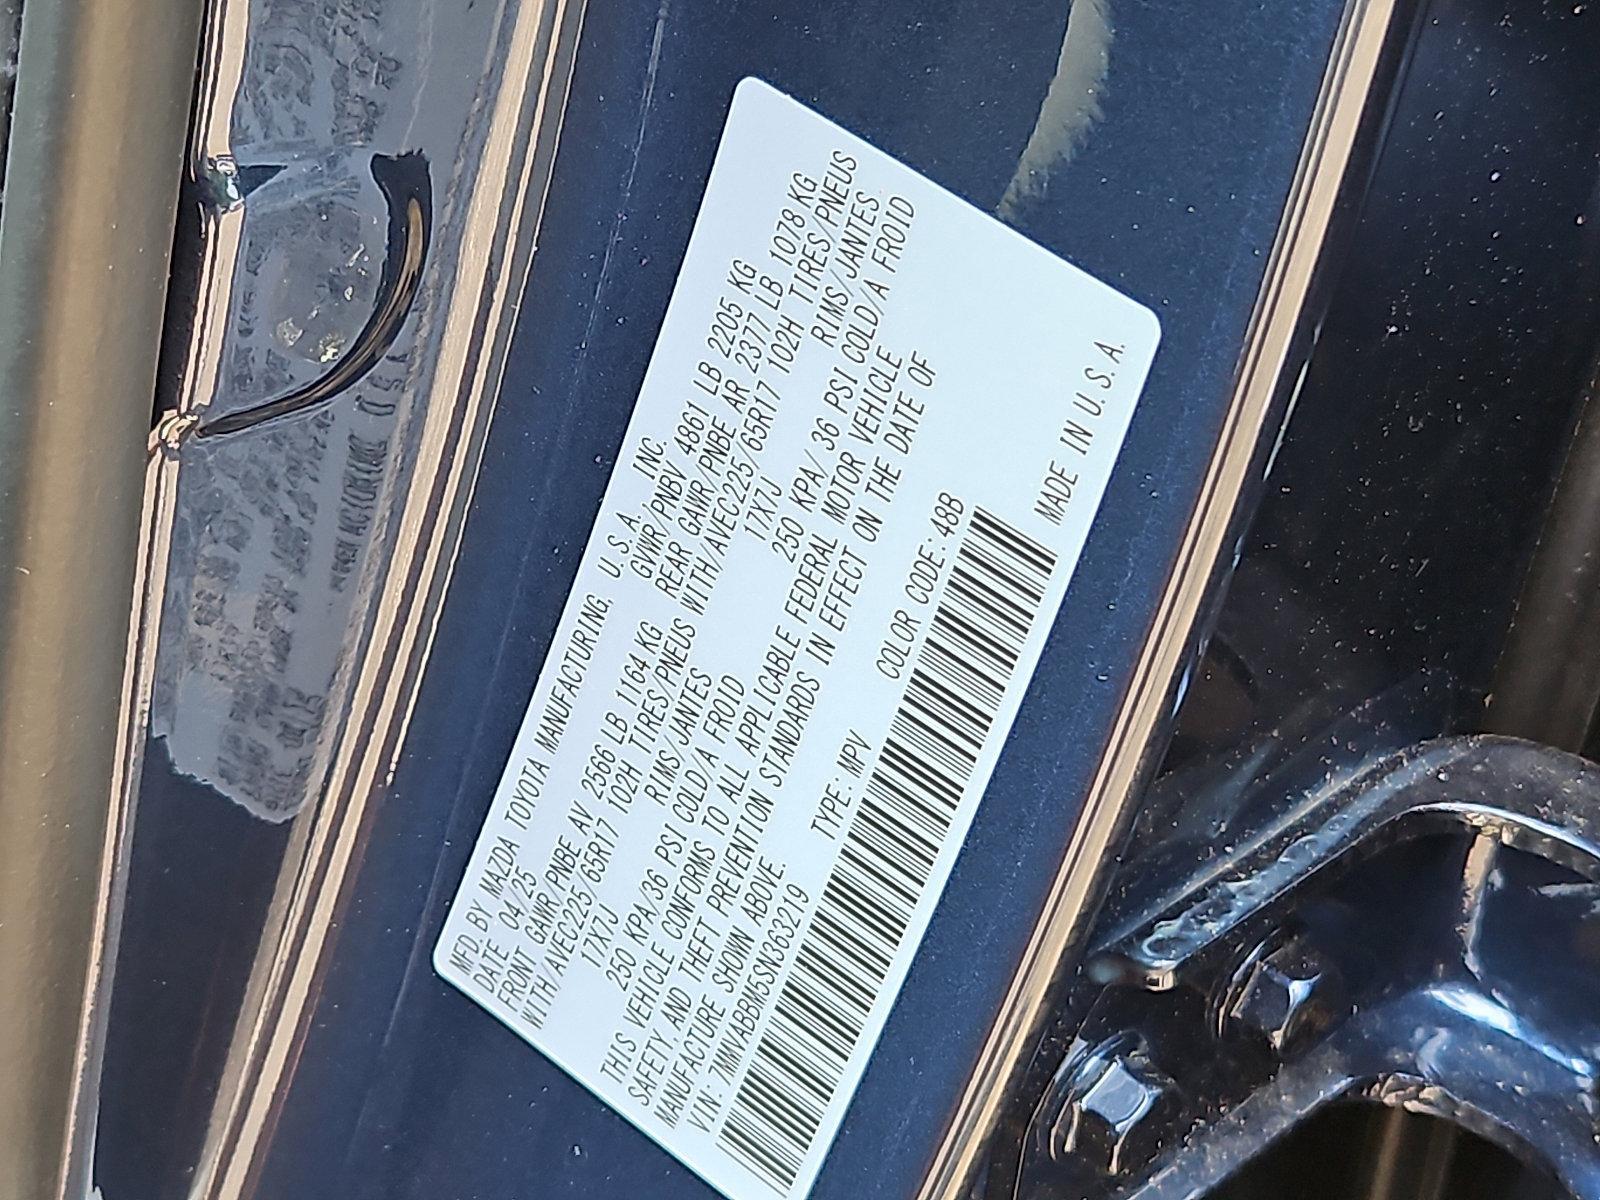 MFD. BY MAZDA TOYOTA MANUFACTURING, U.S.A., INC.
DATE 04/25 GVWR/PNBV 4861 LB 2205 KG
FRONT GAWR/PNBE AV 2566 LB 1164 KG REAR GAWR/PNBE AR 2377 LB 1078 KG
WITH/AVEC225/65R17 102H TIRES/PNEUS WITH/AVEC225/65R17 102H TIRES/PNEUS
17X7J RIMS/JANTES 17X7J RIMS/JANTES
250 KPA/36 PSI COLD/A FROID 250 KPA/36 PSI COLD/A FROID
THIS VEHICLE CONFORMS TO ALL APPLICABLE FEDERAL MOTOR VEHICLE
SAFETY, AND THEFT PREVENTION STANDARDS IN EFFECT ON THE DATE OF
MANUFACTURE SHOWN ABOVE.
VIN: 7MMVABBM5SN363219 TYPE: MPV COLOR CODE: 48B
MADE IN U.S.A.